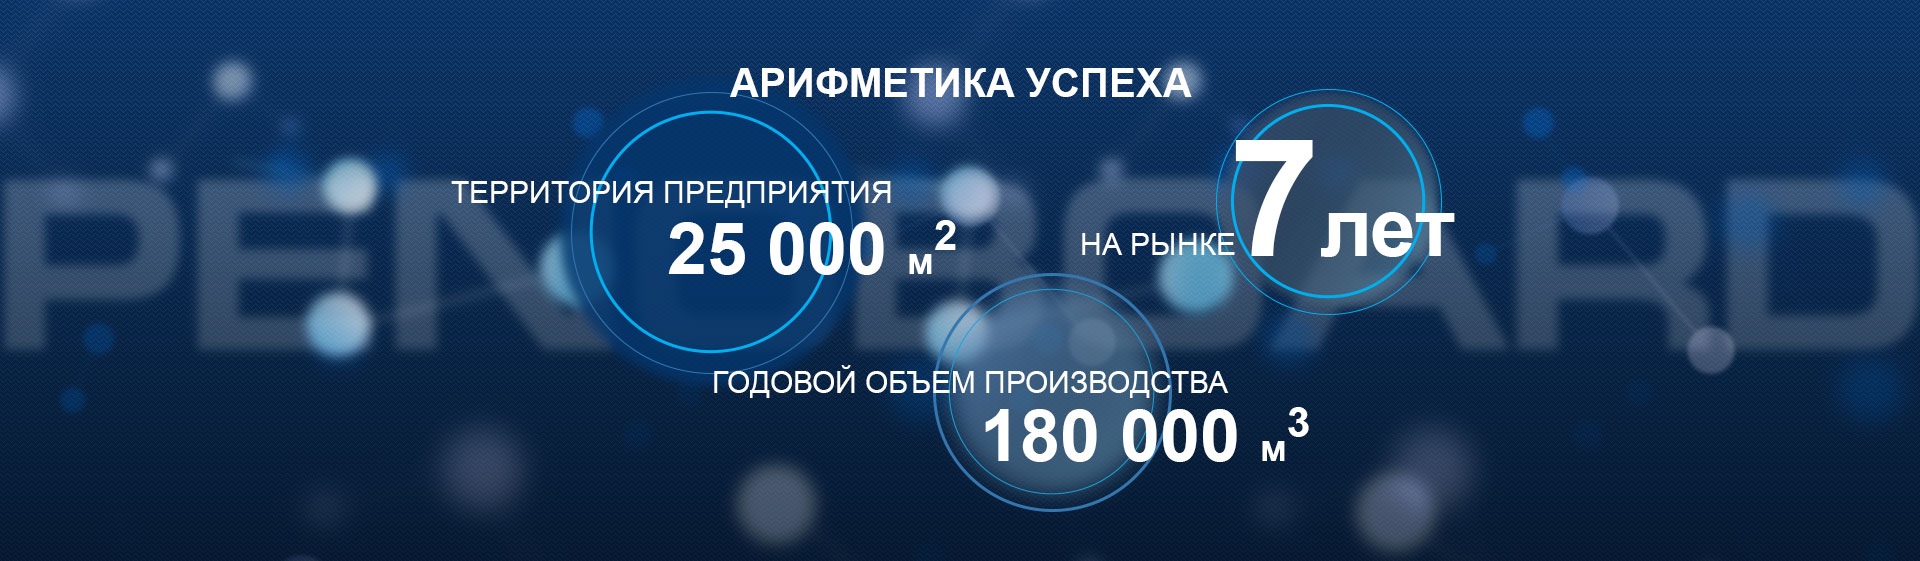 АРИФМЕТИКА УСПЕХА
ТЕРРИТОРИЯ ПРЕДПРИЯТИЯ
25 000 м²
НА РЫНКЕ 7 лет
ГОДОВОЙ ОБЪЕМ ПРОИЗВОДСТВА
180 000 м³